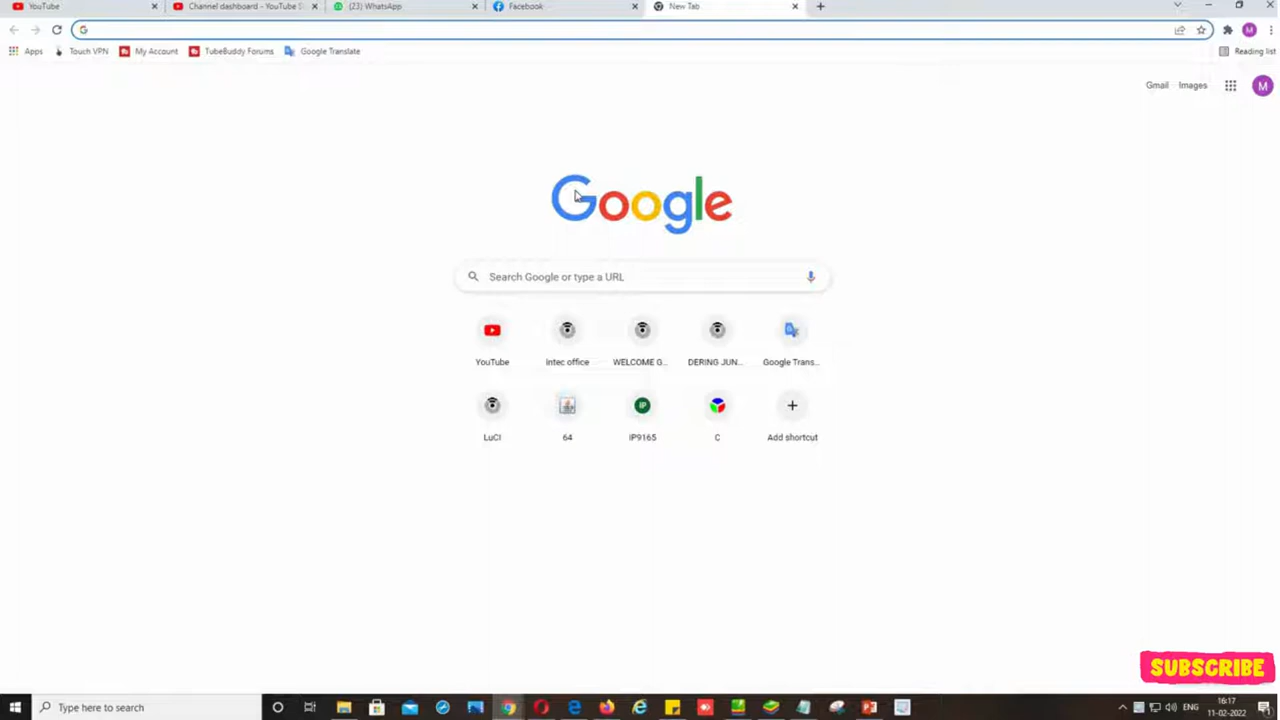 YouTube
Channel dashboard - YouTube S
(23) WhatsApp
Facebook
New Tab
M
Apps
Touch VPN
My Account
TubeBuddy Forums
Google Translate
Reading list
Gmail
Images
M
Google
Search Google or type a URL
YouTube
Intec office
WELCOME G...
DERING JUN...
Google Trans...
IP
LuCI
64
IP9165
C
Add shortcut
SUBSCRIBE
Type here to search
ENG
16:17
11-02-2022